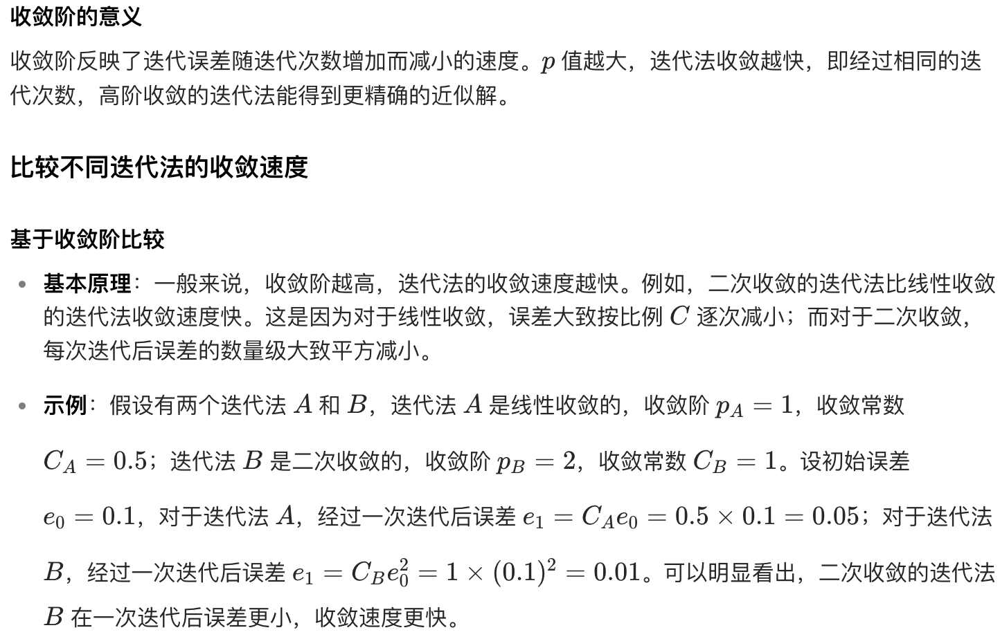 收敛阶的意义
收敛阶反映了迭代误差随迭代次数增加而减小的速度。p 值越大，迭代法收敛越快，即经过相同的迭
代次数，高阶收敛的迭代法能得到更精确的近似解。
比较不同迭代法的收敛速度
基于收敛阶比较
• 基本原理：一般来说，收敛阶越高，迭代法的收敛速度越快。例如，二次收敛的迭代法比线性收敛
的迭代法收敛速度快。这是因为对于线性收敛，误差大致按比例 C 逐次减小；而对于二次收敛，
每次迭代后误差的数量级大致平方减小。
• 示例：假设有两个迭代法 A 和 B，迭代法 A 是线性收敛的，收敛阶 p_A = 1，收敛常数
C_A = 0.5；迭代法 B 是二次收敛的，收敛阶 p_B = 2，收敛常数 C_B = 1。设初始误差
e_0 = 0.1，对于迭代法 A，经过一次迭代后误差 e_1 = C_A e_0 = 0.5 × 0.1 = 0.05；对于迭代法
B，经过一次迭代后误差 e_1 = C_B e_0^2 = 1 × (0.1)^2 = 0.01。可以明显看出，二次收敛的迭代法
B 在一次迭代后误差更小，收敛速度更快。